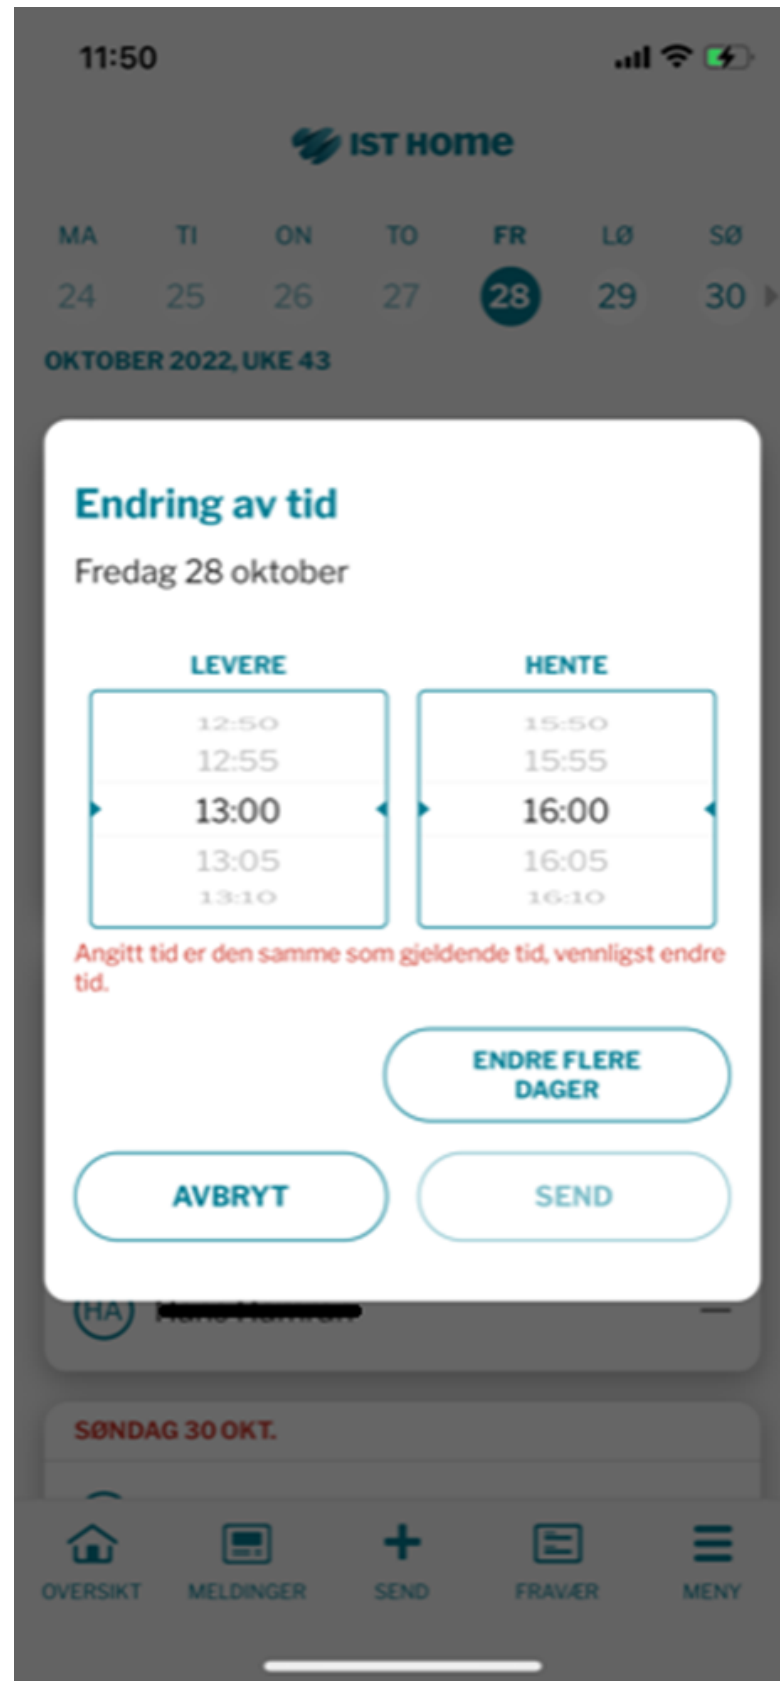 11:50
IST Home
MA TI ON TO FR LØ SØ
24 25 26 27 28 29 30
OKTOBER 2022, UKE 43
Endring av tid
Fredag 28 oktober
LEVERE HENTE
12:50 15:50
12:55 15:55
13:00 16:00
13:05 16:05
13:10 16:10
Angitt tid er den samme som gjeldende tid, vennligst endre
tid.
ENDRE FLERE
DAGER
AVBRYT SEND
HA
SØNDAG 30 OKT.
OVERSIKT MELDINGER SEND FRAVÆR MENY